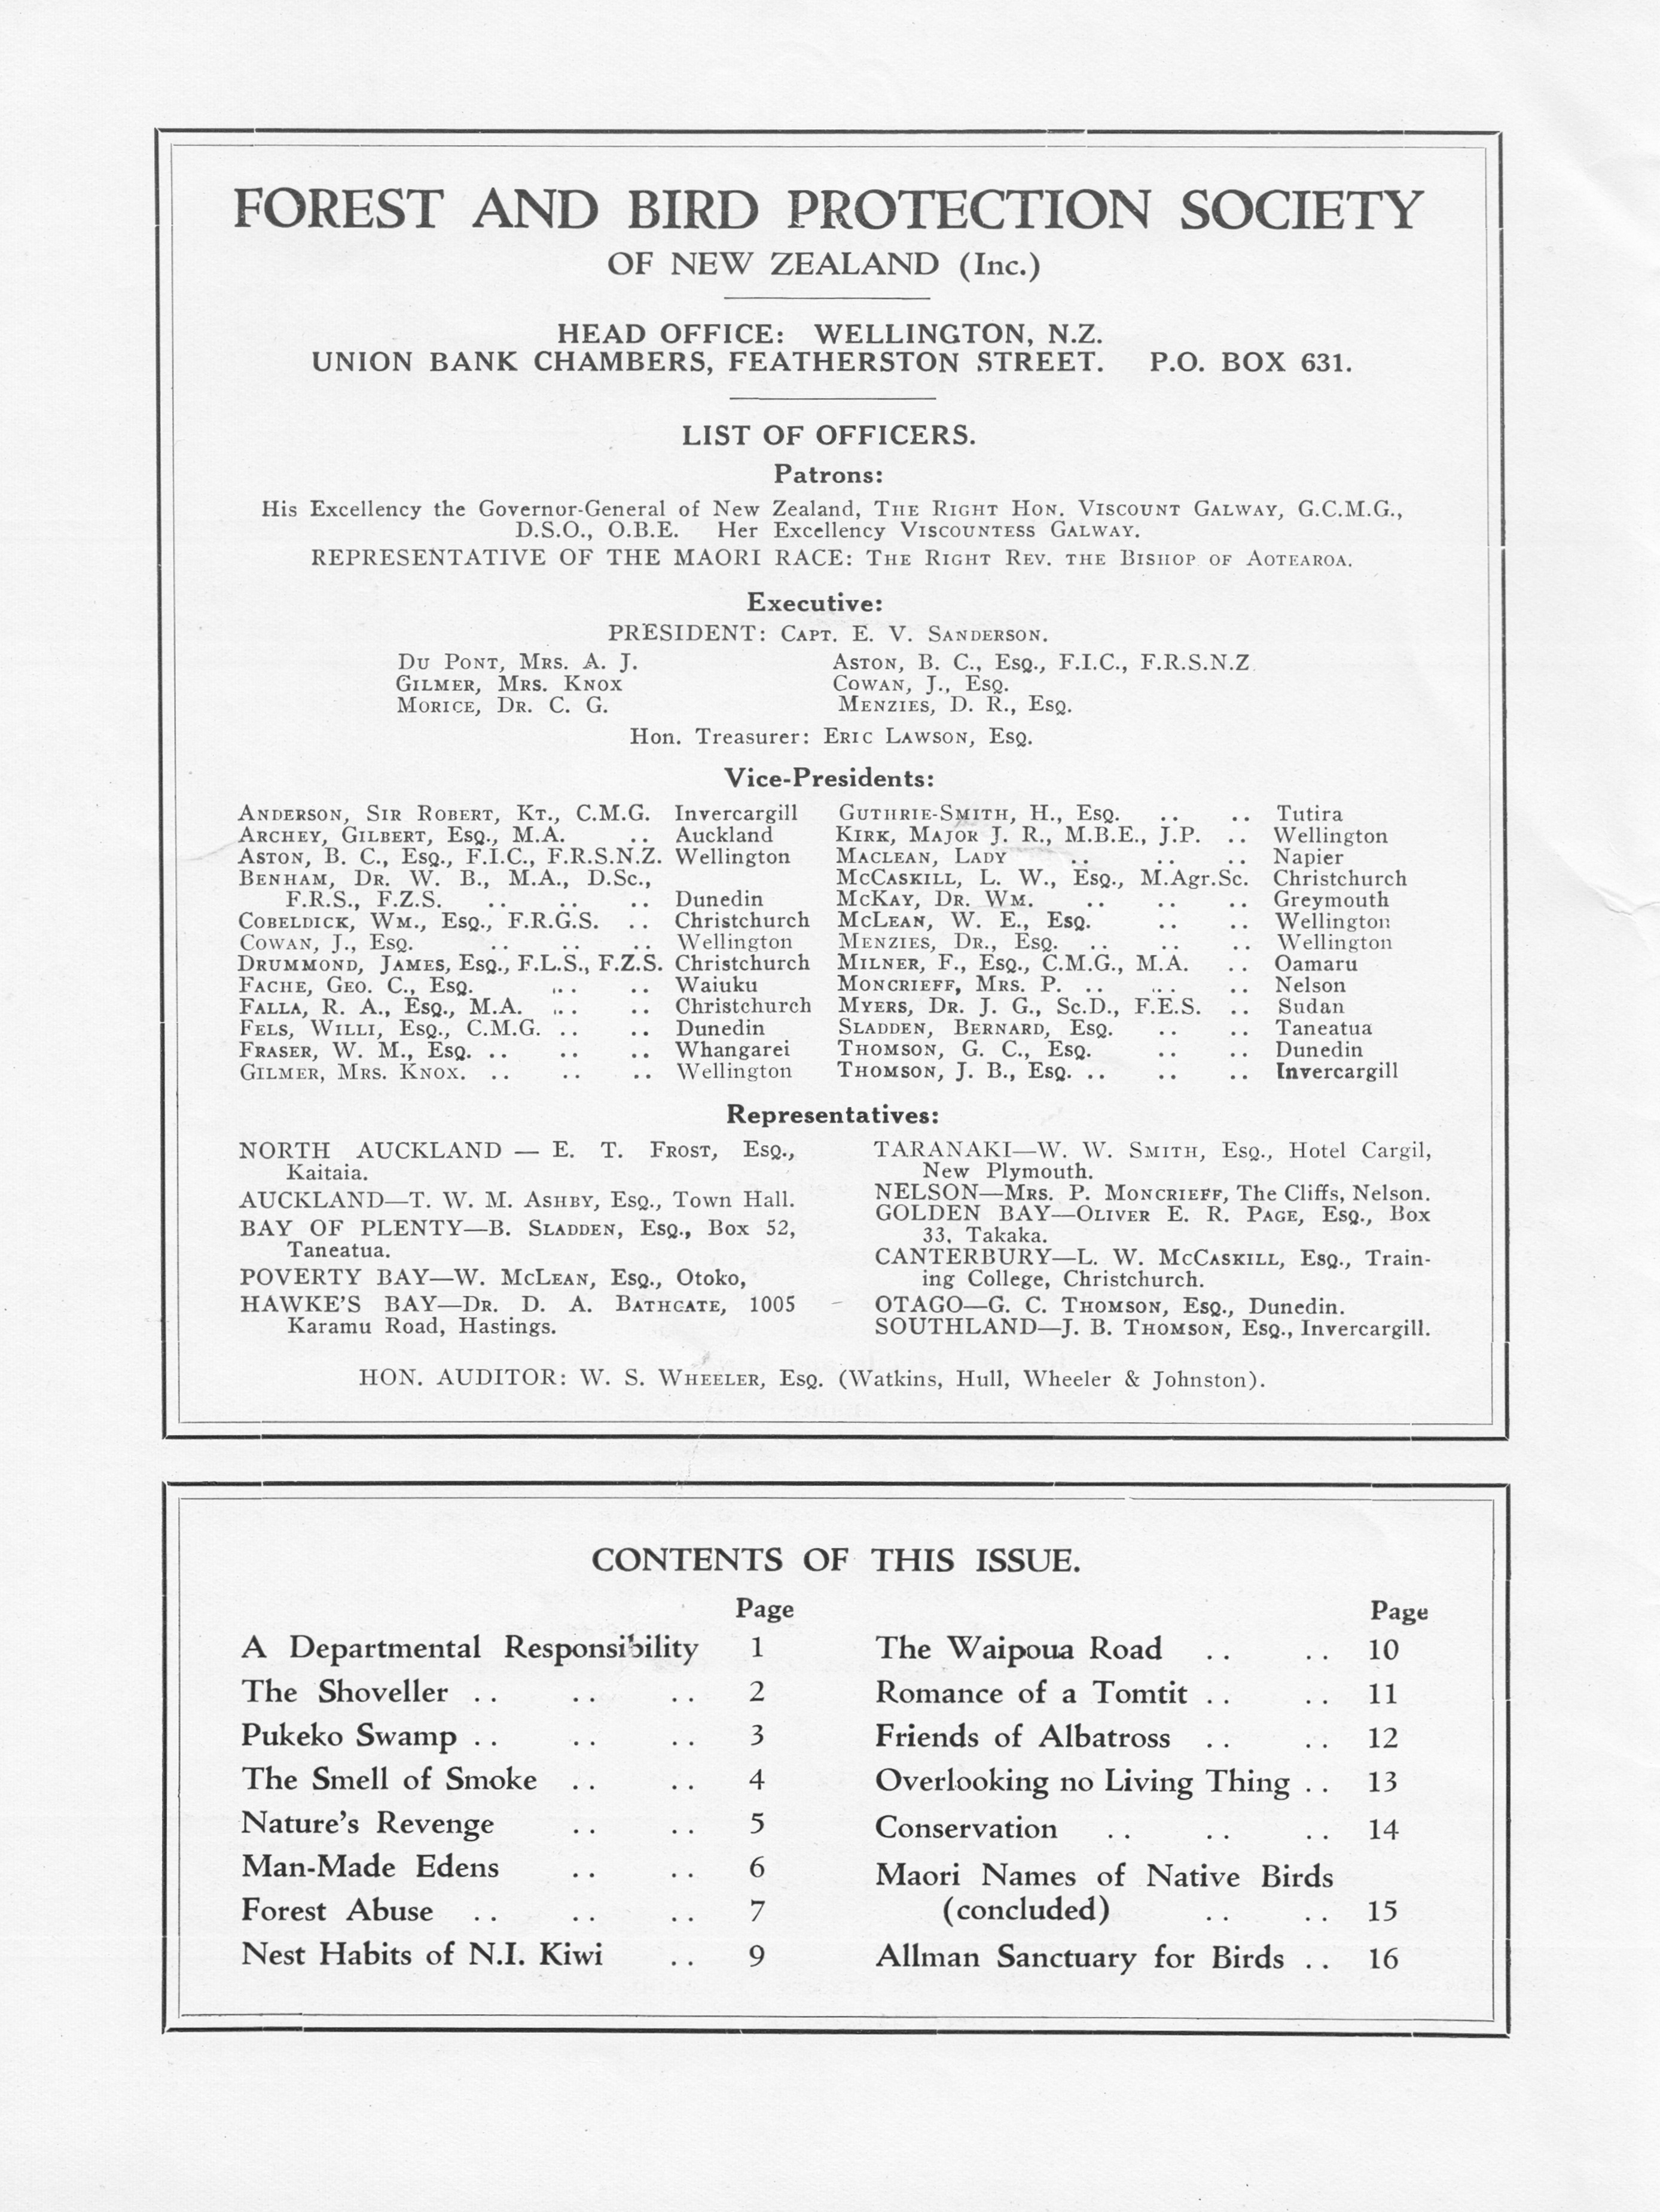 FOREST AND BIRD PROTECTION SOCIETY
OF NEW ZEALAND (Inc.)
HEAD OFFICE: WELLINGTON, N.Z.
UNION BANK CHAMBERS, FEATHERSTON STREET. P.O. BOX 631.
LIST OF OFFICERS.
Patrons:
His Excellency the Governor-General of New Zealand, THE RIGHT HON. VISCOUNT GALWAY, G.C.M.G.,
D.S.O., O.B.E. Her Excellency VISCOUNTESS GALWAY.
REPRESENTATIVE OF THE MAORI RACE: THE RIGHT REV. THE BISHOP OF AOTEAROA.
Executive:
PRESIDENT: CAPT. E. V. SANDERSON.
DU PONT, MRS. A. J.
GILMER, MRS. KNOX
MORICE, DR. C. G.
ASTON, B. C., ESQ., F.I.C., F.R.S.N.Z
COWAN, J., ESQ.
MENZIES, D. R., ESQ.
Hon. Treasurer: ERIC LAWSON, ESQ.
Vice-Presidents:
ANDERSON, SIR ROBERT, KT., C.M.G. Invercargill
ARCHEY, GILBERT, ESQ., M.A. .. Auckland
ASTON, B. C., ESQ., F.I.C., F.R.S.N.Z. Wellington
BENHAM, DR. W. B., M.A., D.Sc.,
F.R.S., F.Z.S. .. .. .. Dunedin
COBELDICK, WM., ESQ., F.R.G.S. .. Christchurch
COWAN, J., ESQ. .. .. .. Wellington
DRUMMOND, JAMES, ESQ., F.L.S., F.Z.S. Christchurch
FACHE, GEO. C., ESQ. .. .. Waiuku
FALLA, R. A., ESQ., M.A. .. .. Christchurch
FELS, WILLI, ESQ., C.M.G. .. .. Dunedin
FRASER, W. M., ESQ. .. .. .. Whangarei
GILMER, MRS. KNOX. .. .. .. Wellington
GUTHRIE-SMITH, H., ESQ. .. .. Tutira
KIRK, MAJOR J. R., M.B.E., J.P. .. Wellington
MACLEAN, LADY .. .. .. Napier
MCCASKILL, L. W., ESQ., M.Agr.Sc. Christchurch
MCKAY, DR. WM. .. .. .. Greymouth
MCLEAN, W. E., ESQ. .. .. Wellington
MENZIES, DR., ESQ. .. .. .. Wellington
MILNER, F., ESQ., C.M.G., M.A. .. Oamaru
MONCRIEFF, MRS. P. .. .. .. Nelson
MYERS, DR. J. G., Sc.D., F.E.S. .. Sudan
SLADDEN, BERNARD, ESQ. .. .. Taneatua
THOMSON, G. C., ESQ. .. .. Dunedin
THOMSON, J. B., ESQ. .. .. .. Invercargill
Representatives:
NORTH AUCKLAND — E. T. FROST, ESQ.,
Kaitaia.
AUCKLAND—T. W. M. ASHBY, ESQ., Town Hall.
BAY OF PLENTY—B. SLADDEN, ESQ., Box 52,
Taneatua.
POVERTY BAY—W. MCLEAN, ESQ., Otoko,
HAWKE'S BAY—DR. D. A. BATHGATE, 1005
Karamu Road, Hastings.
TARANAKI—W. W. SMITH, ESQ., Hotel Cargil,
New Plymouth.
NELSON—MRS. P. MONCRIEFF, The Cliffs, Nelson.
GOLDEN BAY—OLIVER E. R. PAGE, ESQ., Box
33, Takaka.
CANTERBURY—L. W. MCCASKILL, ESQ., Train-
ing College, Christchurch.
OTAGO—G. C. THOMSON, ESQ., Dunedin.
SOUTHLAND—J. B. THOMSON, ESQ., Invercargill.
HON. AUDITOR: W. S. WHEELER, ESQ. (Watkins, Hull, Wheeler & Johnston).
CONTENTS OF THIS ISSUE.
Page
A Departmental Responsibility 1
The Shoveller .. .. .. 2
Pukeko Swamp .. .. .. 3
The Smell of Smoke .. .. 4
Nature's Revenge .. .. 5
Man-Made Edens .. .. 6
Forest Abuse .. .. .. 7
Nest Habits of N.I. Kiwi .. 9
Page
The Waipoua Road .. .. 10
Romance of a Tomtit .. .. 11
Friends of Albatross .. .. 12
Overlooking no Living Thing .. 13
Conservation .. .. .. 14
Maori Names of Native Birds
(concluded) .. .. 15
Allman Sanctuary for Birds .. 16